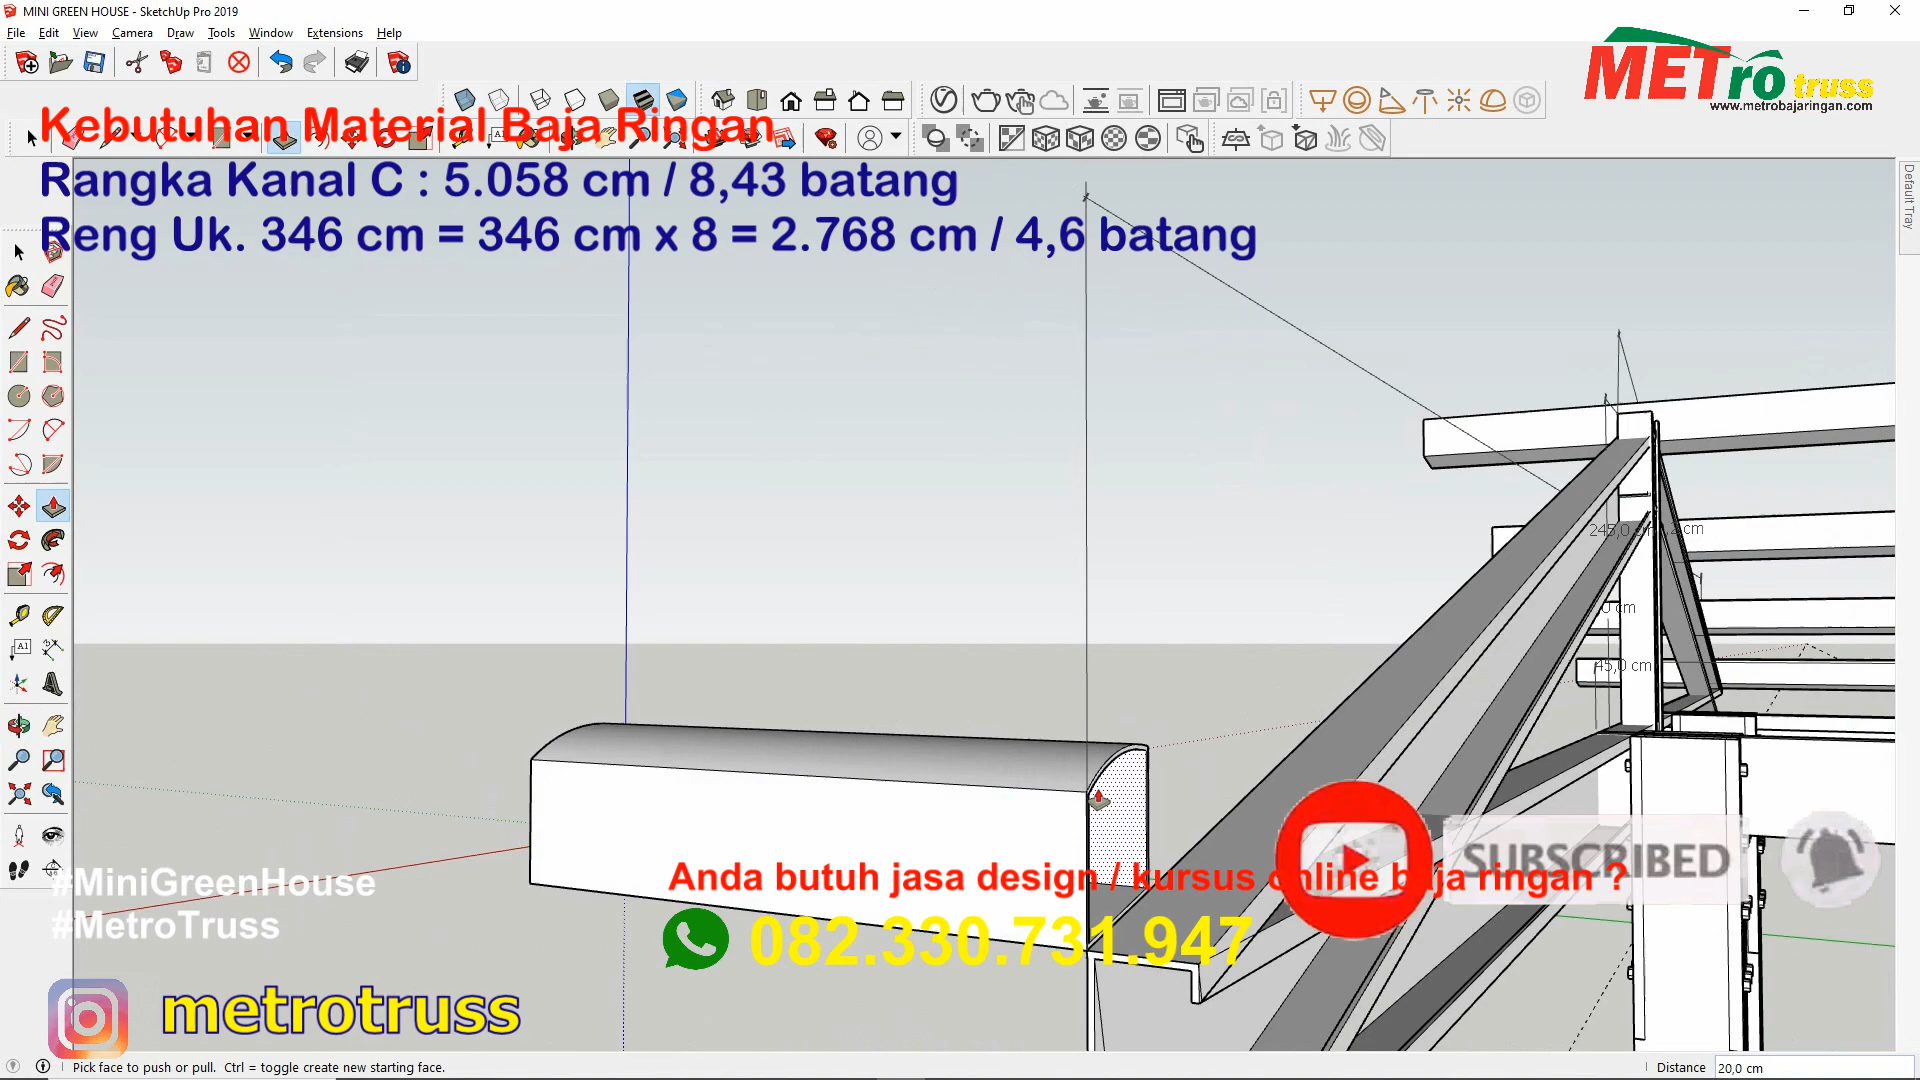 MINI GREEN HOUSE - SketchUp Pro 2019
File Edit View Camera Draw Tools Window Extensions Help
METro truss
www.metrobajaringan.com
Kebutuhan Material Baja Ringan
Rangka Kanal C : 5.058 cm / 8,43 batang
Reng Uk. 346 cm = 346 cm x 8 = 2.768 cm / 4,6 batang
Default Tray
45,0 cm
#MiniGreenHouse
#MetroTruss
Anda butuh jasa design / kursus online baja ringan ?
SUBSCRIBED
082.330.731.947
metrotruss
Pick face to push or pull. Ctrl = toggle create new starting face.
Distance 20,0 cm